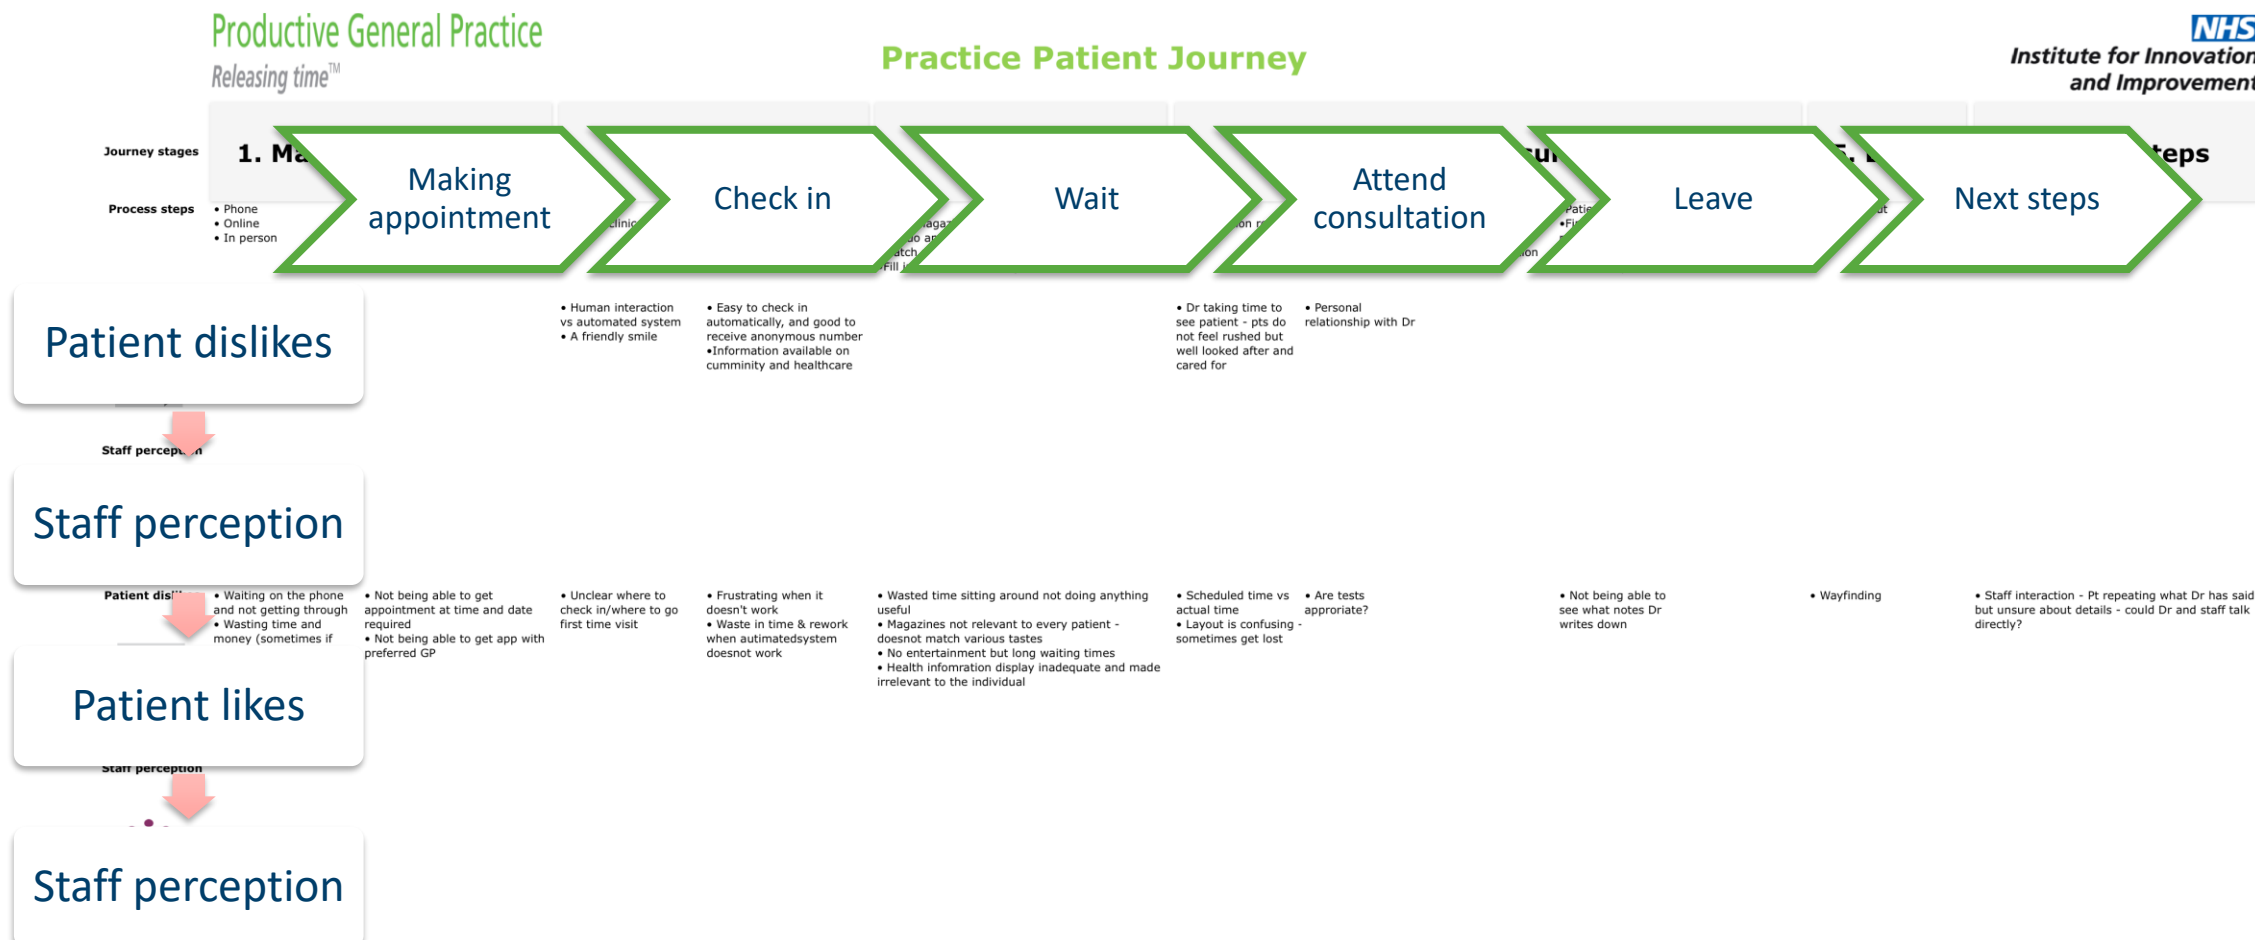 Productive General Practice
Releasing time™
Practice Patient Journey
NHS
Institute for Innovation
and Improvement
Journey stages
1.
Making
appointment
Check in
Wait
Attend
consultation
Leave
Next steps
Process steps
• Phone
• Online
• In person
Patient dislikes
• Human interaction
vs automated system
• A friendly smile
• Easy to check in
automatically, and good to
receive anonymous number
•Information available on
cumminity and healthcare
• Dr taking time to
see patient - pts do
not feel rushed but
well looked after and
cared for
• Personal
relationship with Dr
Staff
Staff perception
Patient
• Waiting on the phone
and not getting through
• Wasting time and
money (sometimes if
• Not being able to get
appointment at time and date
required
• Not being able to get app with
preferred GP
• Unclear where to
check in/where to go
first time visit
• Frustrating when it
doesn't work
• Waste in time & rework
when autimatedsystem
doesnot work
• Wasted time sitting around not doing anything
useful
• Magazines not relevant to every patient -
doesnot match various tastes
• No entertainment but long waiting times
• Health infomration display inadequate and made
irrelevant to the individual
• Scheduled time vs
actual time
• Layout is confusing -
sometimes get lost
• Are tests
approriate?
• Not being able to
see what notes Dr
writes down
• Wayfinding
• Staff interaction - Pt repeating what Dr has said
but unsure about details - could Dr and staff talk
directly?
Patient likes
Staff perception
Staff perception